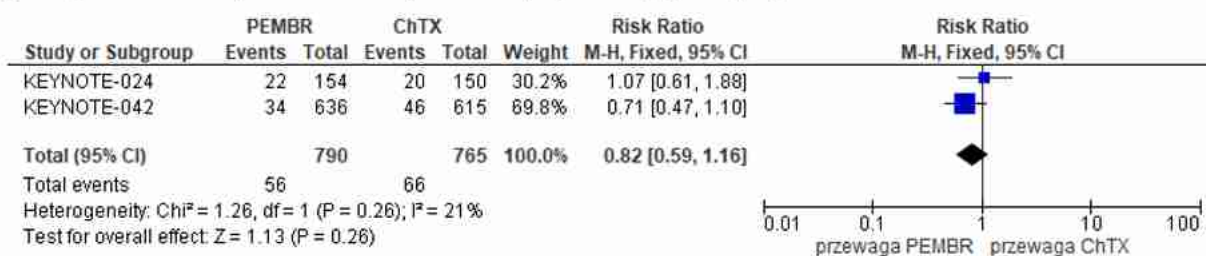 PEMBR ChTX Risk Ratio Risk Ratio
Study or Subgroup Events Total Events Total Weight M-H, Fixed, 95% CI M-H, Fixed, 95% CI
KEYNOTE-024 22 154 20 150 30.2% 1.07 [0.61, 1.88]
KEYNOTE-042 34 636 46 615 69.8% 0.71 [0.47, 1.10]
Total (95% CI) 790 765 100.0% 0.82 [0.59, 1.16]
Total events 56 66
Heterogeneity: Chi² = 1.26, df = 1 (P = 0.26); I² = 21%
Test for overall effect: Z = 1.13 (P = 0.26)
0.01 0.1 1 10 100
przewaga PEMBR przewaga ChTX